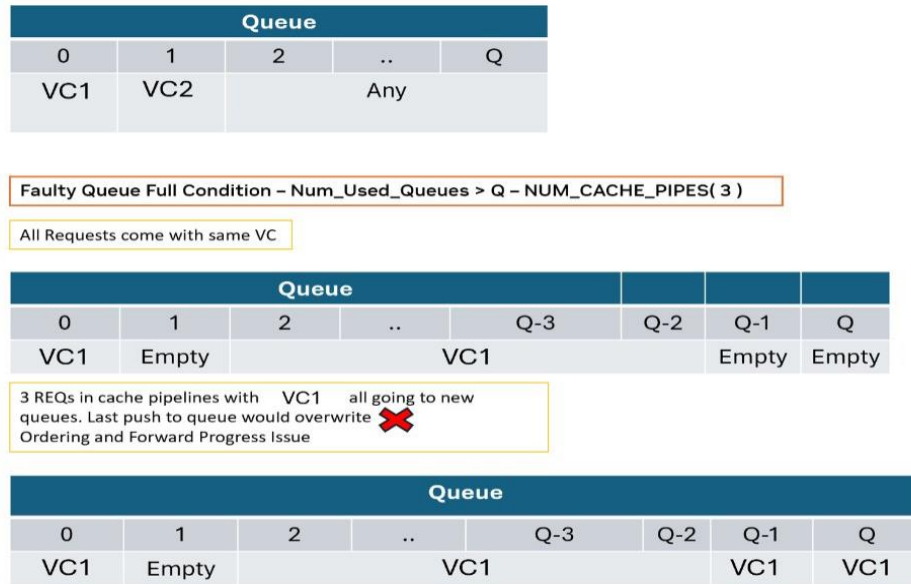 Queue
0 1 2 .. Q
VC1 VC2 Any
Faulty Queue Full Condition – Num_Used_Queues > Q – NUM_CACHE_PIPES( 3 )
All Requests come with same VC
Queue
0 1 2 .. Q-3 Q-2 Q-1 Q
VC1 Empty VC1 Empty Empty
3 REQs in cache pipelines with VC1 all going to new
queues. Last push to queue would overwrite
Ordering and Forward Progress Issue
Queue
0 1 2 .. Q-3 Q-2 Q-1 Q
VC1 Empty VC1 VC1 VC1